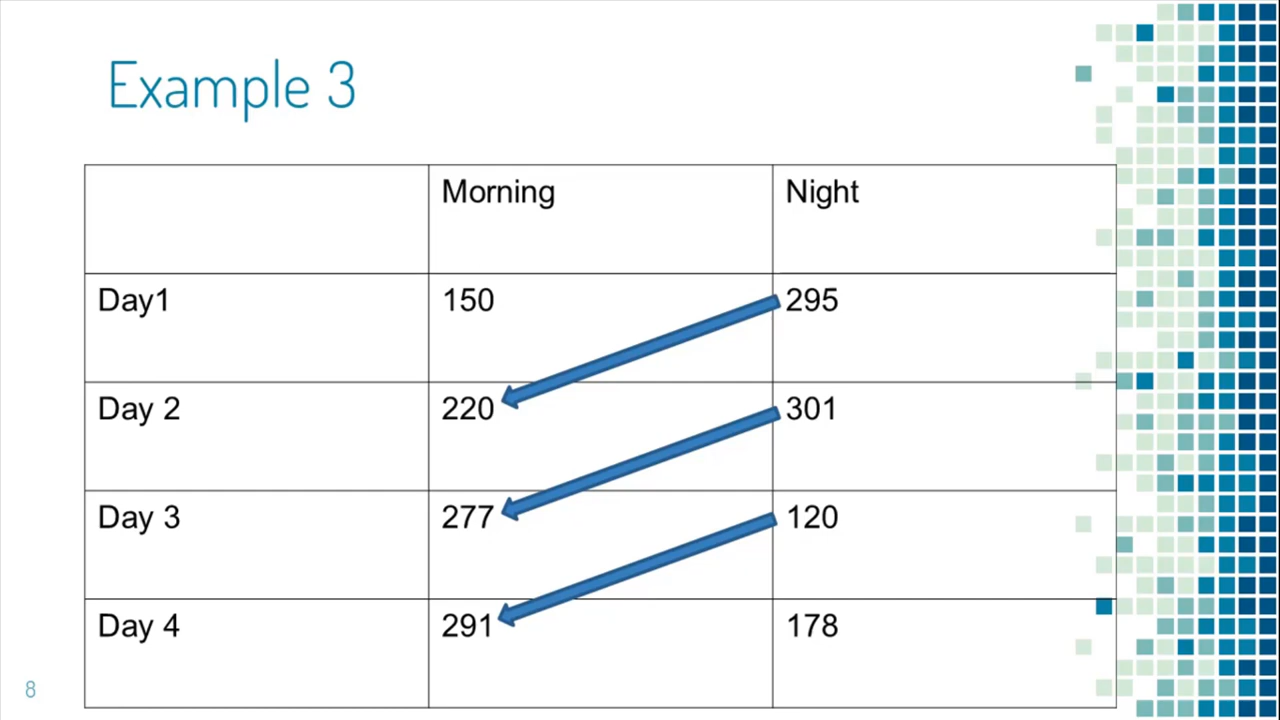 Example 3
Morning Night
Day1 150 295
Day 2 220 301
Day 3 277 120
Day 4 291 178
8